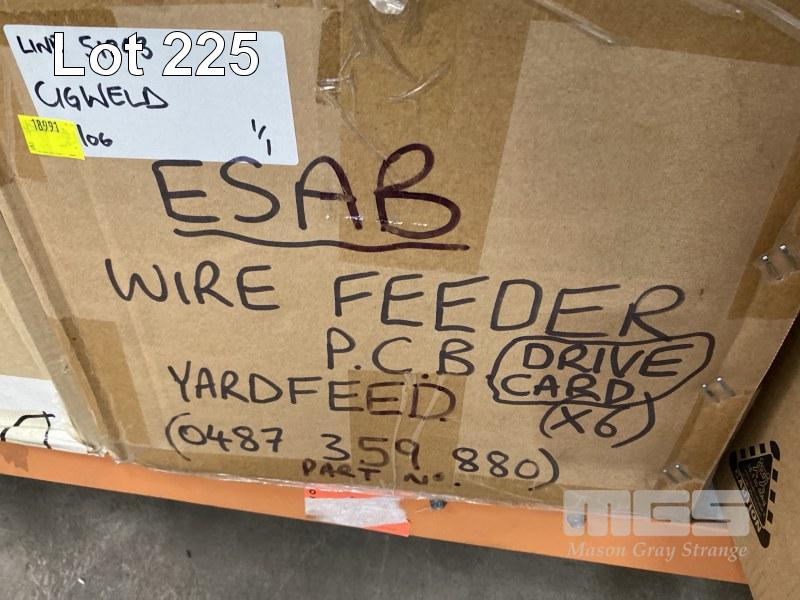 Lot 225
CIGWELD
18991
106
1/1
ESAB
WIRE FEEDER
P.C.B DRIVE CARD
YARDFEED. (X6)
(0487 359 880)
PART No.
MGS
Mason Gray Strange